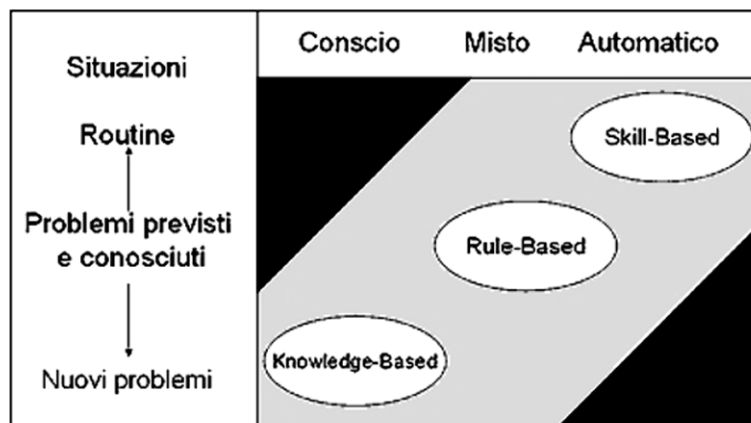 Conscio Misto Automatico
Situazioni
Routine
Skill-Based
Problemi previsti
e conosciuti
Rule-Based
Nuovi problemi
Knowledge-Based